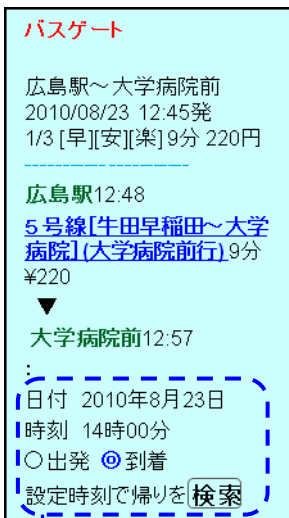 バスゲート
広島駅～大学病院前
2010/08/23 12:45発
1/3 [早][安][楽] 9分 220円
--------------------
広島駅12:48
５号線[牛田早稲田～大学
病院](大学病院前行) 9分
¥220
▼
大学病院前12:57
:
日付 2010年8月23日
時刻 14時00分
○出発 ◎到着
設定時刻で帰りを検索